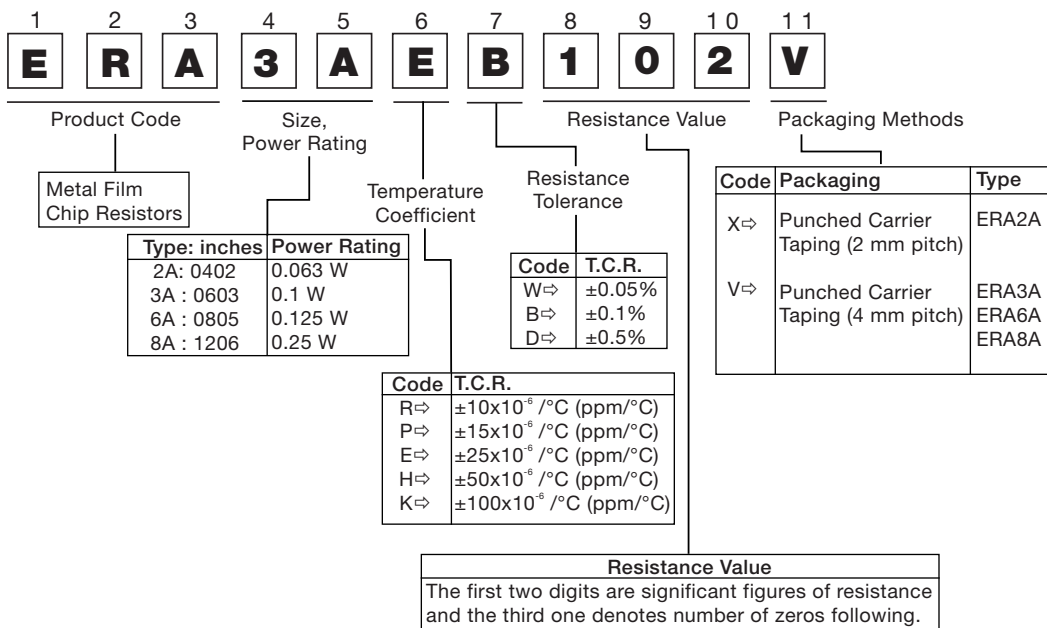 1 2 3 4 5 6 7 8 9 10 11
E R A 3 A E B 1 0 2 V
Product Code
Size,
Power Rating
Resistance Value
Packaging Methods
Metal Film
Chip Resistors
Temperature
Coefficient
Resistance
Tolerance
Type: inches Power Rating
2A: 0402 0.063 W
3A : 0603 0.1 W
6A : 0805 0.125 W
8A : 1206 0.25 W
Code T.C.R.
W⇨ ±0.05%
B⇨ ±0.1%
D⇨ ±0.5%
Code Packaging Type
X⇨ Punched Carrier ERA2A
Taping (2 mm pitch)
V⇨ Punched Carrier ERA3A
Taping (4 mm pitch) ERA6A
ERA8A
Code T.C.R.
R⇨ ±10x10⁻⁶ /°C (ppm/°C)
P⇨ ±15x10⁻⁶ /°C (ppm/°C)
E⇨ ±25x10⁻⁶ /°C (ppm/°C)
H⇨ ±50x10⁻⁶ /°C (ppm/°C)
K⇨ ±100x10⁻⁶ /°C (ppm/°C)
Resistance Value
The first two digits are significant figures of resistance
and the third one denotes number of zeros following.